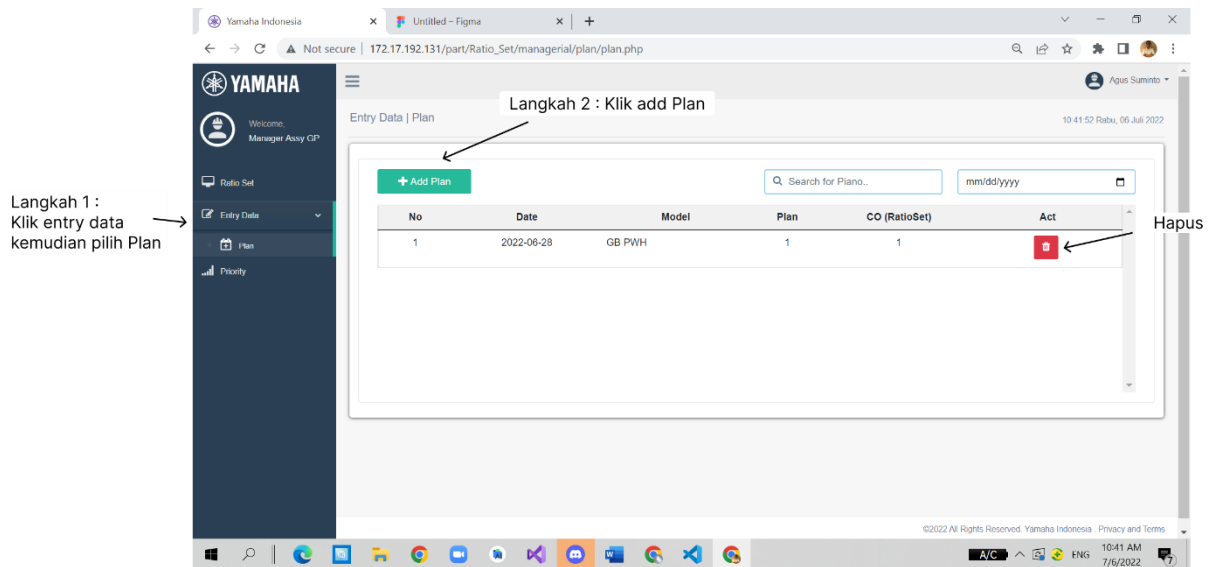 Yamaha Indonesia
Untitled – Figma
Not secure | 172.17.192.131/part/Ratio_Set/managerial/plan/plan.php
YAMAHA
Agus Suminto
Langkah 2 : Klik add Plan
Welcome,
Manager Assy GP
Entry Data | Plan
10:41:52 Rabu, 06 Juli 2022
Ratio Set
Add Plan
Search for Piano..
mm/dd/yyyy
Langkah 1 :
Klik entry data
kemudian pilih Plan
Entry Data
No Date Model Plan CO (RatioSet) Act
Hapus
Plan
1 2022-06-28 GB PWH 1 1
Priority
©2022 All Rights Reserved. Yamaha Indonesia . Privacy and Terms
A/C
ENG
10:41 AM
7/6/2022
7